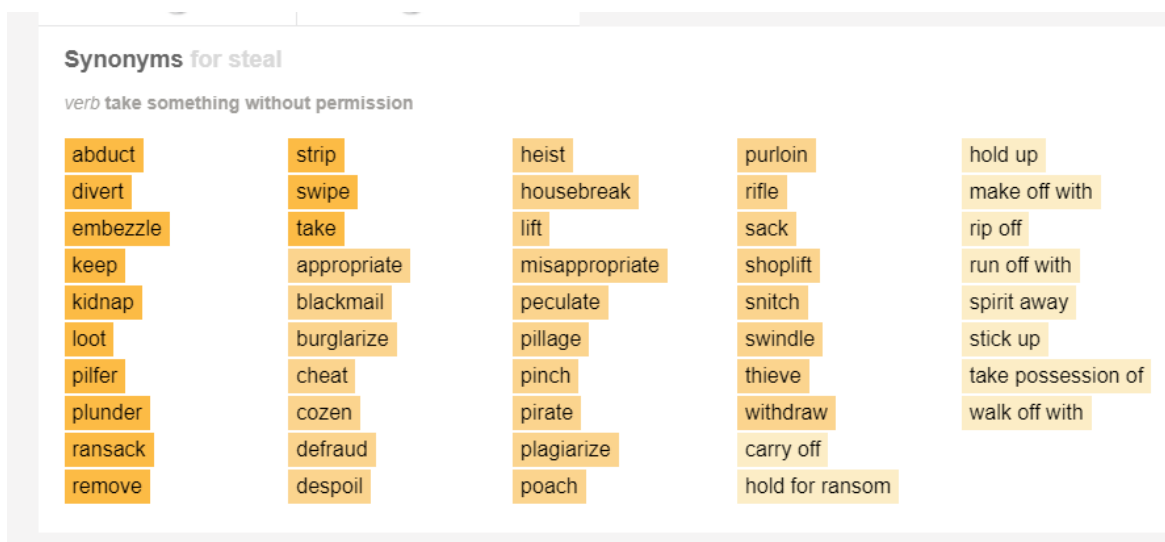 Synonyms for steal
verb take something without permission
abduct
divert
embezzle
keep
kidnap
loot
pilfer
plunder
ransack
remove
strip
swipe
take
appropriate
blackmail
burglarize
cheat
cozen
defraud
despoil
heist
housebreak
lift
misappropriate
peculate
pillage
pinch
pirate
plagiarize
poach
purloin
rifle
sack
shoplift
snitch
swindle
thieve
withdraw
carry off
hold for ransom
hold up
make off with
rip off
run off with
spirit away
stick up
take possession of
walk off with